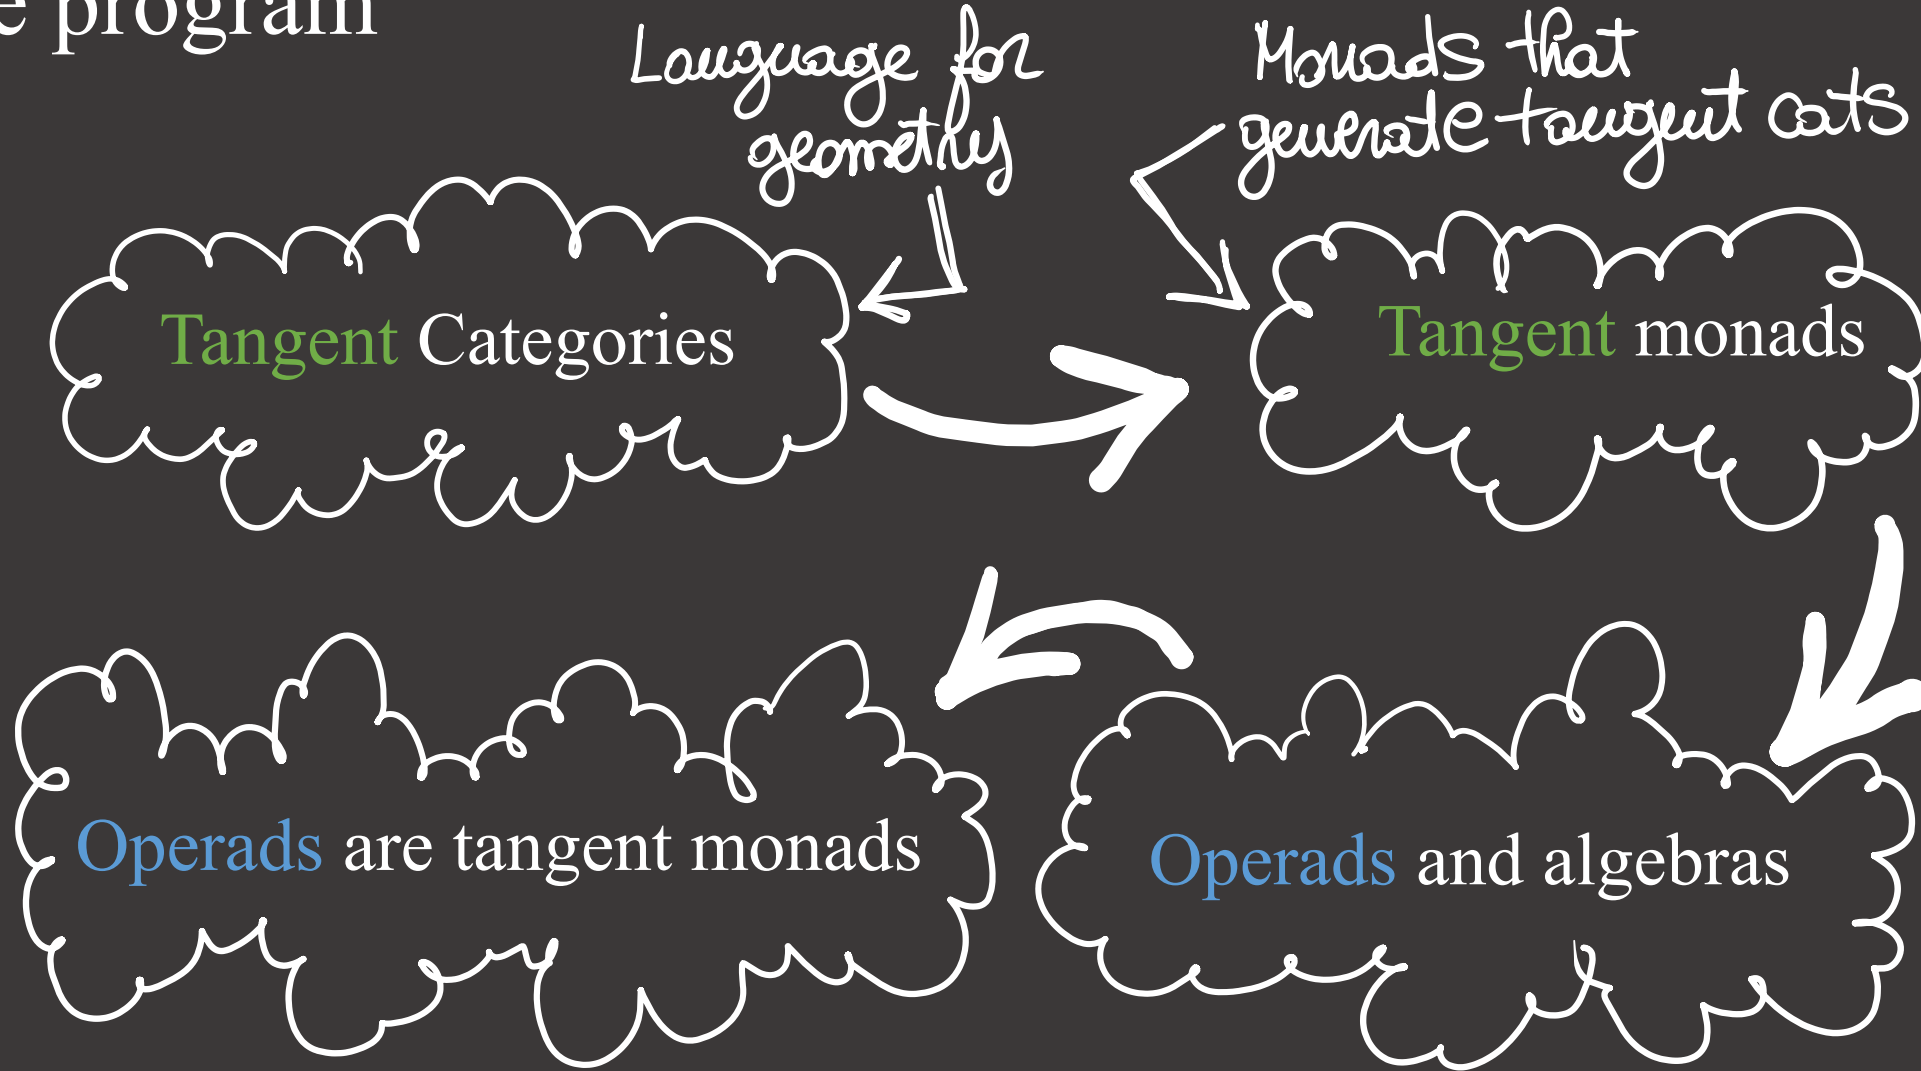 e program
Language for
geometry
Monads that
generate tangent cats
Tangent Categories
Tangent monads
Operads are tangent monads
Operads and algebras